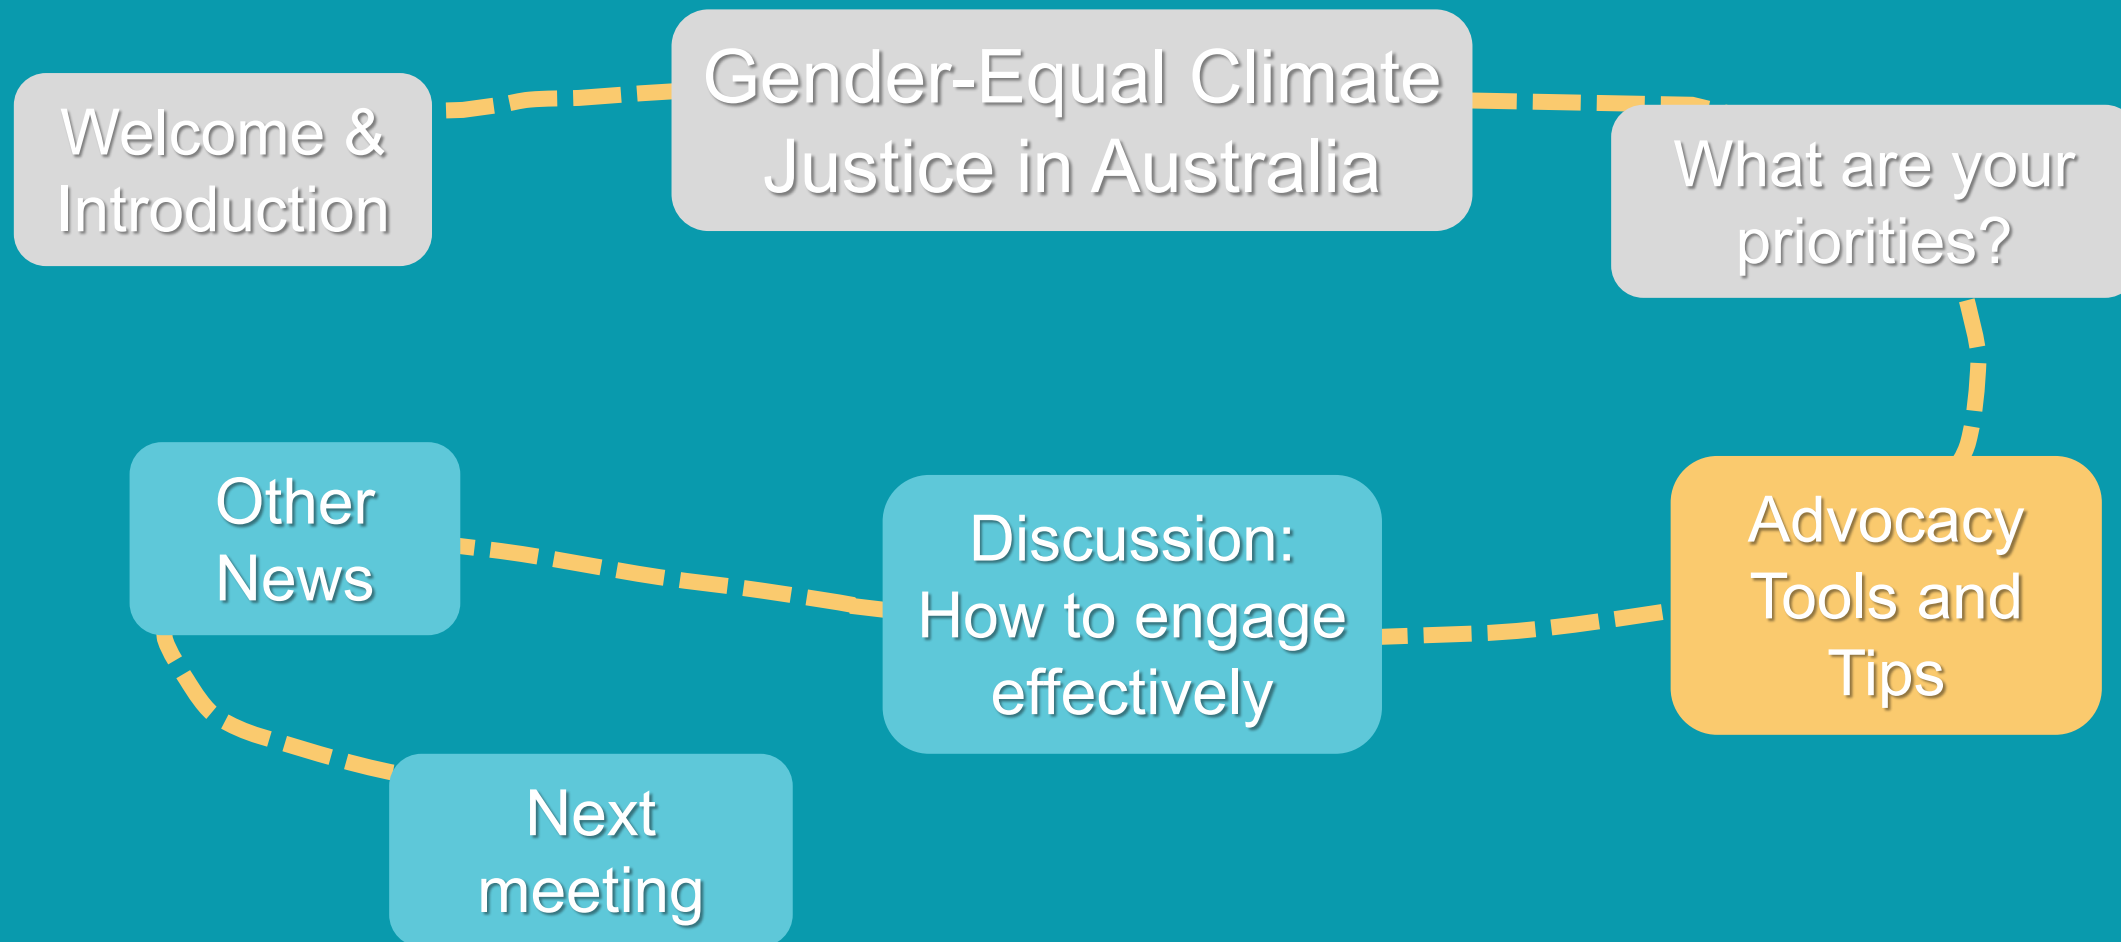 Welcome &
Introduction
Gender-Equal Climate
Justice in Australia
What are your
priorities?
Advocacy
Tools and
Tips
Discussion:
How to engage
effectively
Other
News
Next
meeting